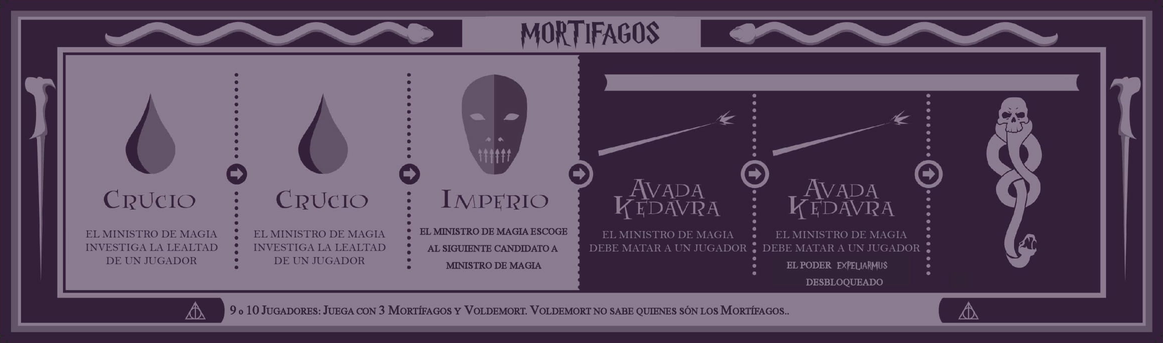 MORTIFAGOS
CRUCIO
EL MINISTRO DE MAGIA
INVESTIGA LA LEALTAD
DE UN JUGADOR
CRUCIO
EL MINISTRO DE MAGIA
INVESTIGA LA LEALTAD
DE UN JUGADOR
IMPERIO
EL MINISTRO DE MAGIA ESCOGE
AL SIGUIENTE CANDIDATO A
MINISTRO DE MAGIA
AVADA
KEDAVRA
EL MINISTRO DE MAGIA
DEBE MATAR A UN JUGADOR
AVADA
KEDAVRA
EL MINISTRO DE MAGIA
DEBE MATAR A UN JUGADOR
EL PODER EXPELIARMUS
DESBLOQUEADO
9 o 10 JUGADORES: JUEGA CON 3 MORTÍFAGOS Y VOLDEMORT. VOLDEMORT NO SABE QUIENES SÒN LOS MORTÍFAGOS..